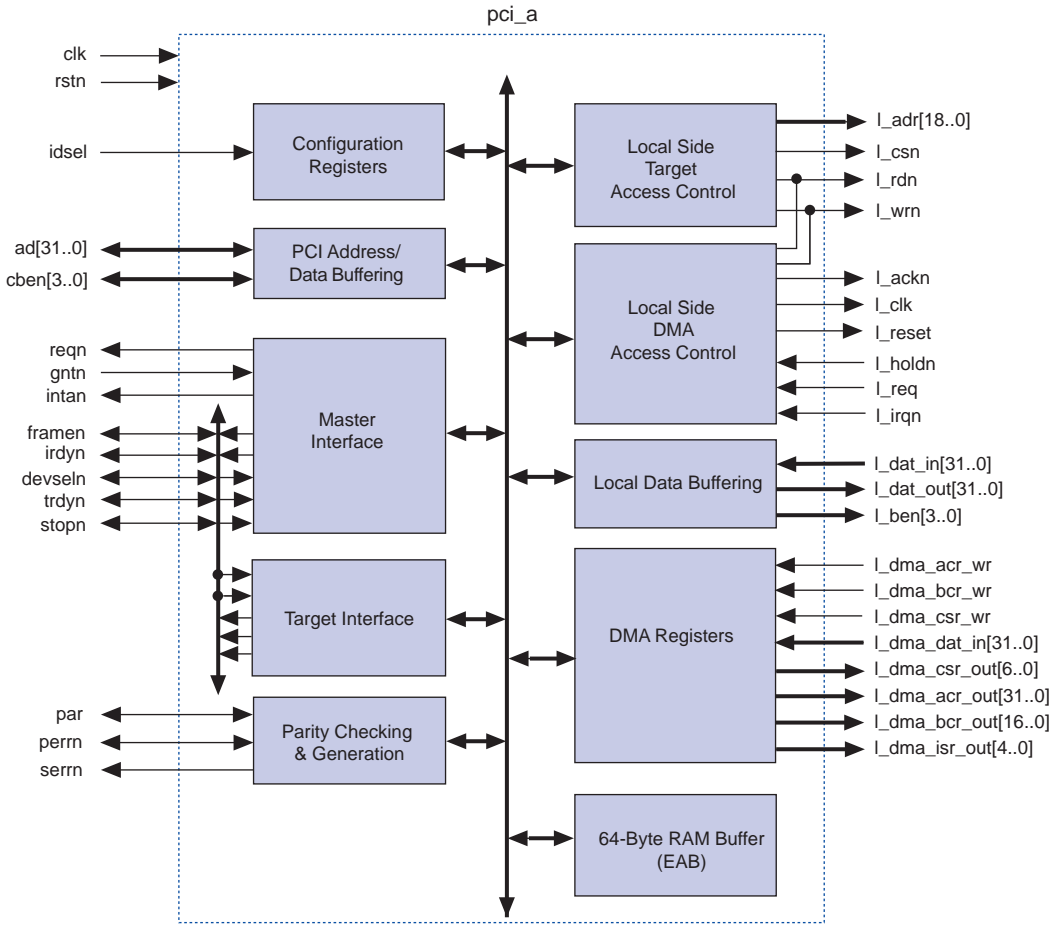 pci_a
clk
rstn
idsel
ad[31..0]
cben[3..0]
reqn
gntn
intan
framen
irdyn
devseln
trdyn
stopn
par
perrn
serrn
Configuration
Registers
PCI Address/
Data Buffering
Master
Interface
Target Interface
Parity Checking
& Generation
Local Side
Target
Access Control
Local Side
DMA
Access Control
Local Data Buffering
DMA Registers
64-Byte RAM Buffer
(EAB)
l_adr[18..0]
l_csn
l_rdn
l_wrn
l_ackn
l_clk
l_reset
l_holdn
l_req
l_irqn
l_dat_in[31..0]
l_dat_out[31..0]
l_ben[3..0]
l_dma_acr_wr
l_dma_bcr_wr
l_dma_csr_wr
l_dma_dat_in[31..0]
l_dma_csr_out[6..0]
l_dma_acr_out[31..0]
l_dma_bcr_out[16..0]
l_dma_isr_out[4..0]